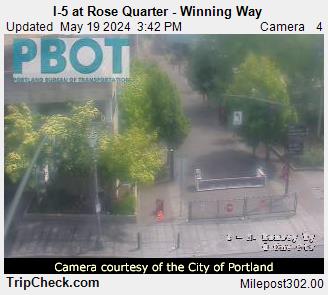 I-5 at Rose Quarter - Winning Way
Updated May 19 2024 3:42 PM Camera 4
PBOT
PORTLAND BUREAU OF TRANSPORTATION
Camera courtesy of the City of Portland
TripCheck.com Milepost302.00